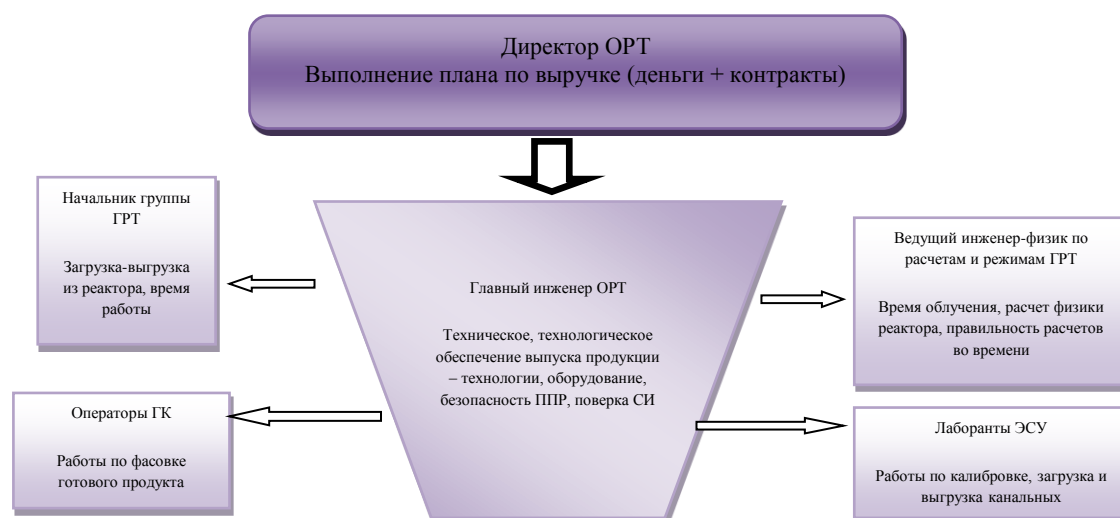 Директор ОРТ
Выполнение плана по выручке (деньги + контракты)
Начальник группы
ГРТ
Загрузка-выгрузка
из реактора, время
работы
Главный инженер ОРТ
Техническое, технологическое
обеспечение выпуска продукции
– технологии, оборудование,
безопасность ППР, поверка СИ
Ведущий инженер-физик по
расчетам и режимам ГРТ
Время облучения, расчет физики
реактора, правильность расчетов
во времени
Операторы ГК
Работы по фасовке
готового продукта
Лаборанты ЭСУ
Работы по калибровке, загрузка и
выгрузка канальных